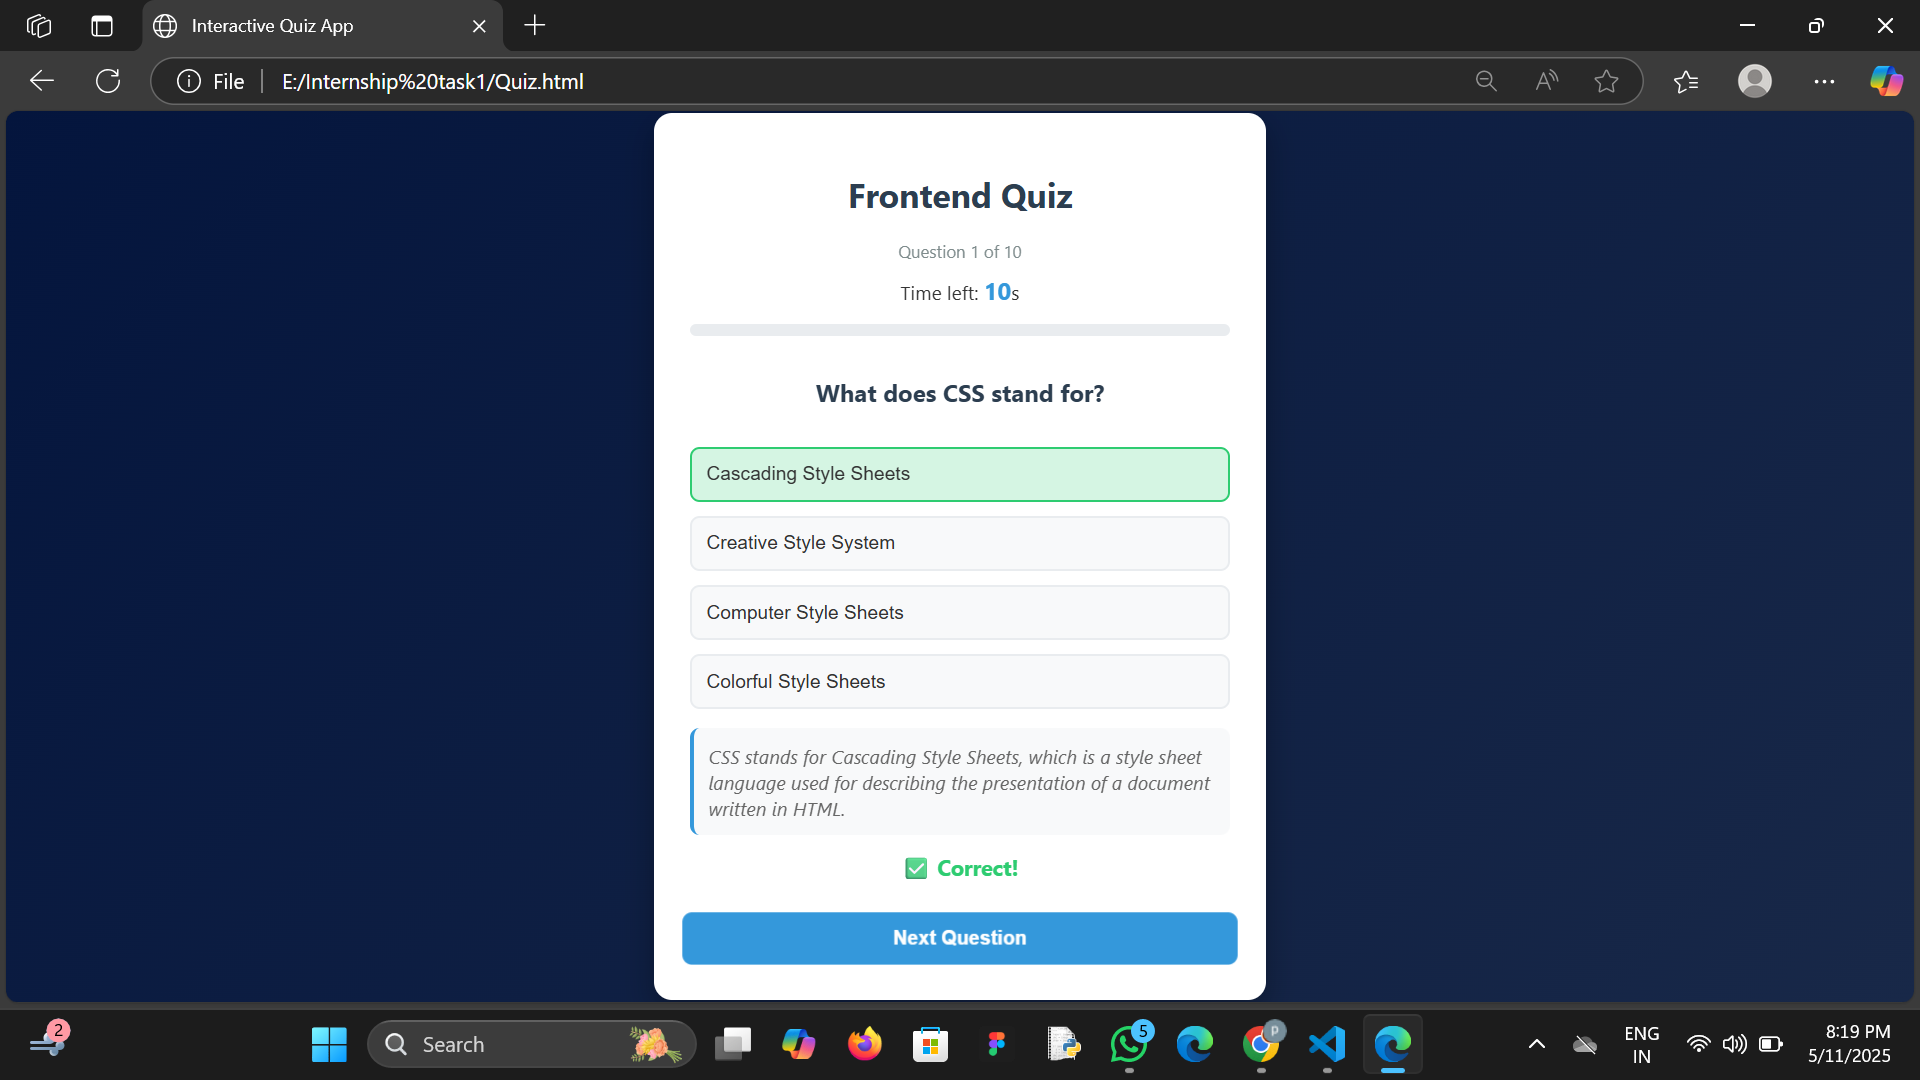 Interactive Quiz App
File
E:/Internship%20task1/Quiz.html
Frontend Quiz
Question 1 of 10
Time left: 10s
What does CSS stand for?
Cascading Style Sheets
Creative Style System
Computer Style Sheets
Colorful Style Sheets
CSS stands for Cascading Style Sheets, which is a style sheet
language used for describing the presentation of a document
written in HTML.
✅ Correct!
Next Question
2
Search
5
p
ENG
IN
8:19 PM
5/11/2025